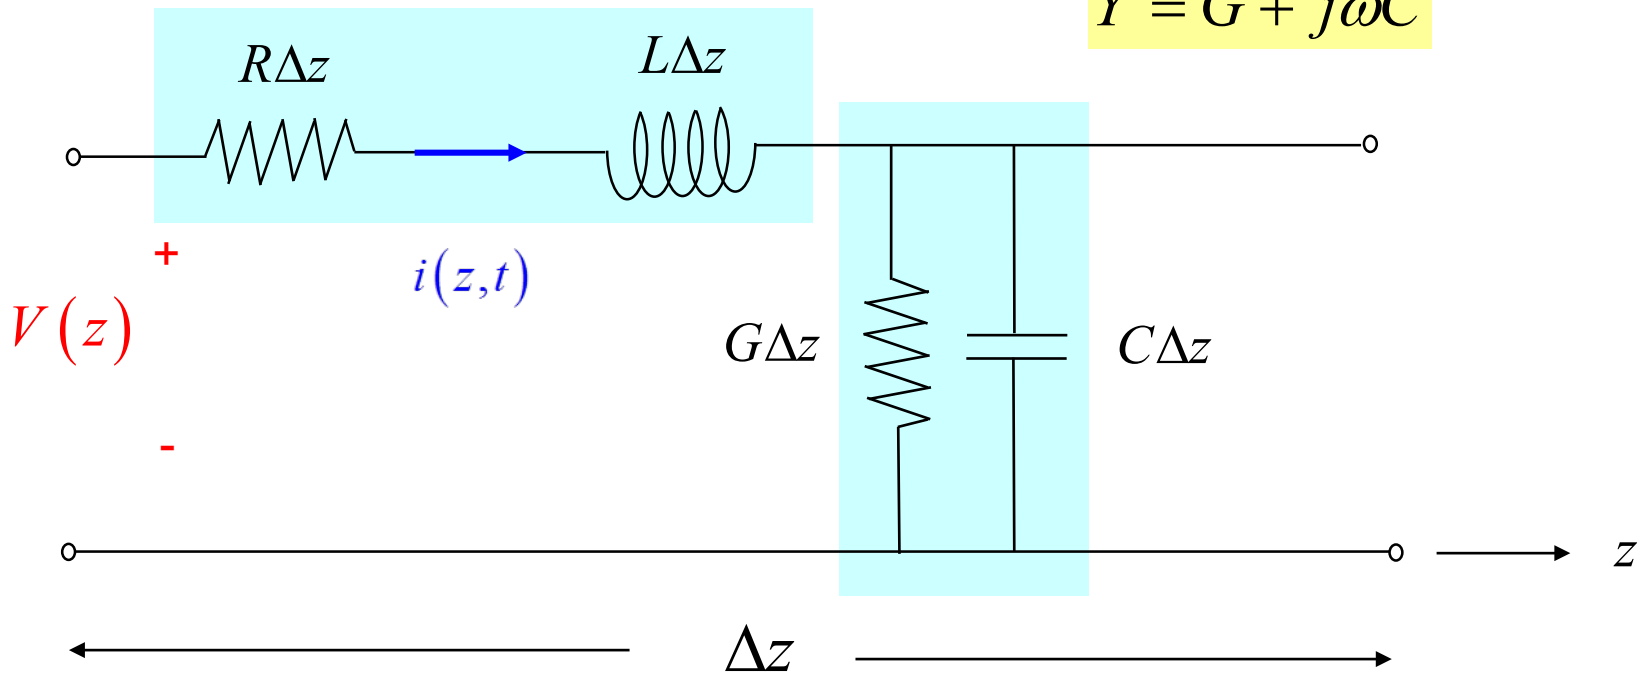 Y = G + jωC
RΔz
LΔz
+
i(z,t)
V(z)
GΔz
CΔz
-
z
Δz